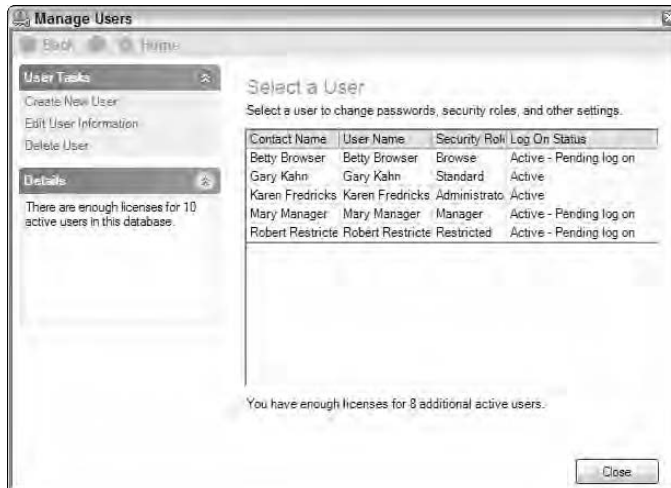 Manage Users
Back Home
User Tasks
Create New User
Edit User Information
Delete User
Details
There are enough licenses for 10
active users in this database.
Select a User
Select a user to change passwords, security roles, and other settings.
Contact Name User Name Security Rol Log On Status
Betty Browser Betty Browser Browse Active - Pending log on
Gary Kahn Gary Kahn Standard Active
Karen Fredricks Karen Fredricks Administrato Active
Mary Manager Mary Manager Manager Active - Pending log on
Robert Restricte Robert Restricte Restricted Active - Pending log on
You have enough licenses for 8 additional active users.
Close